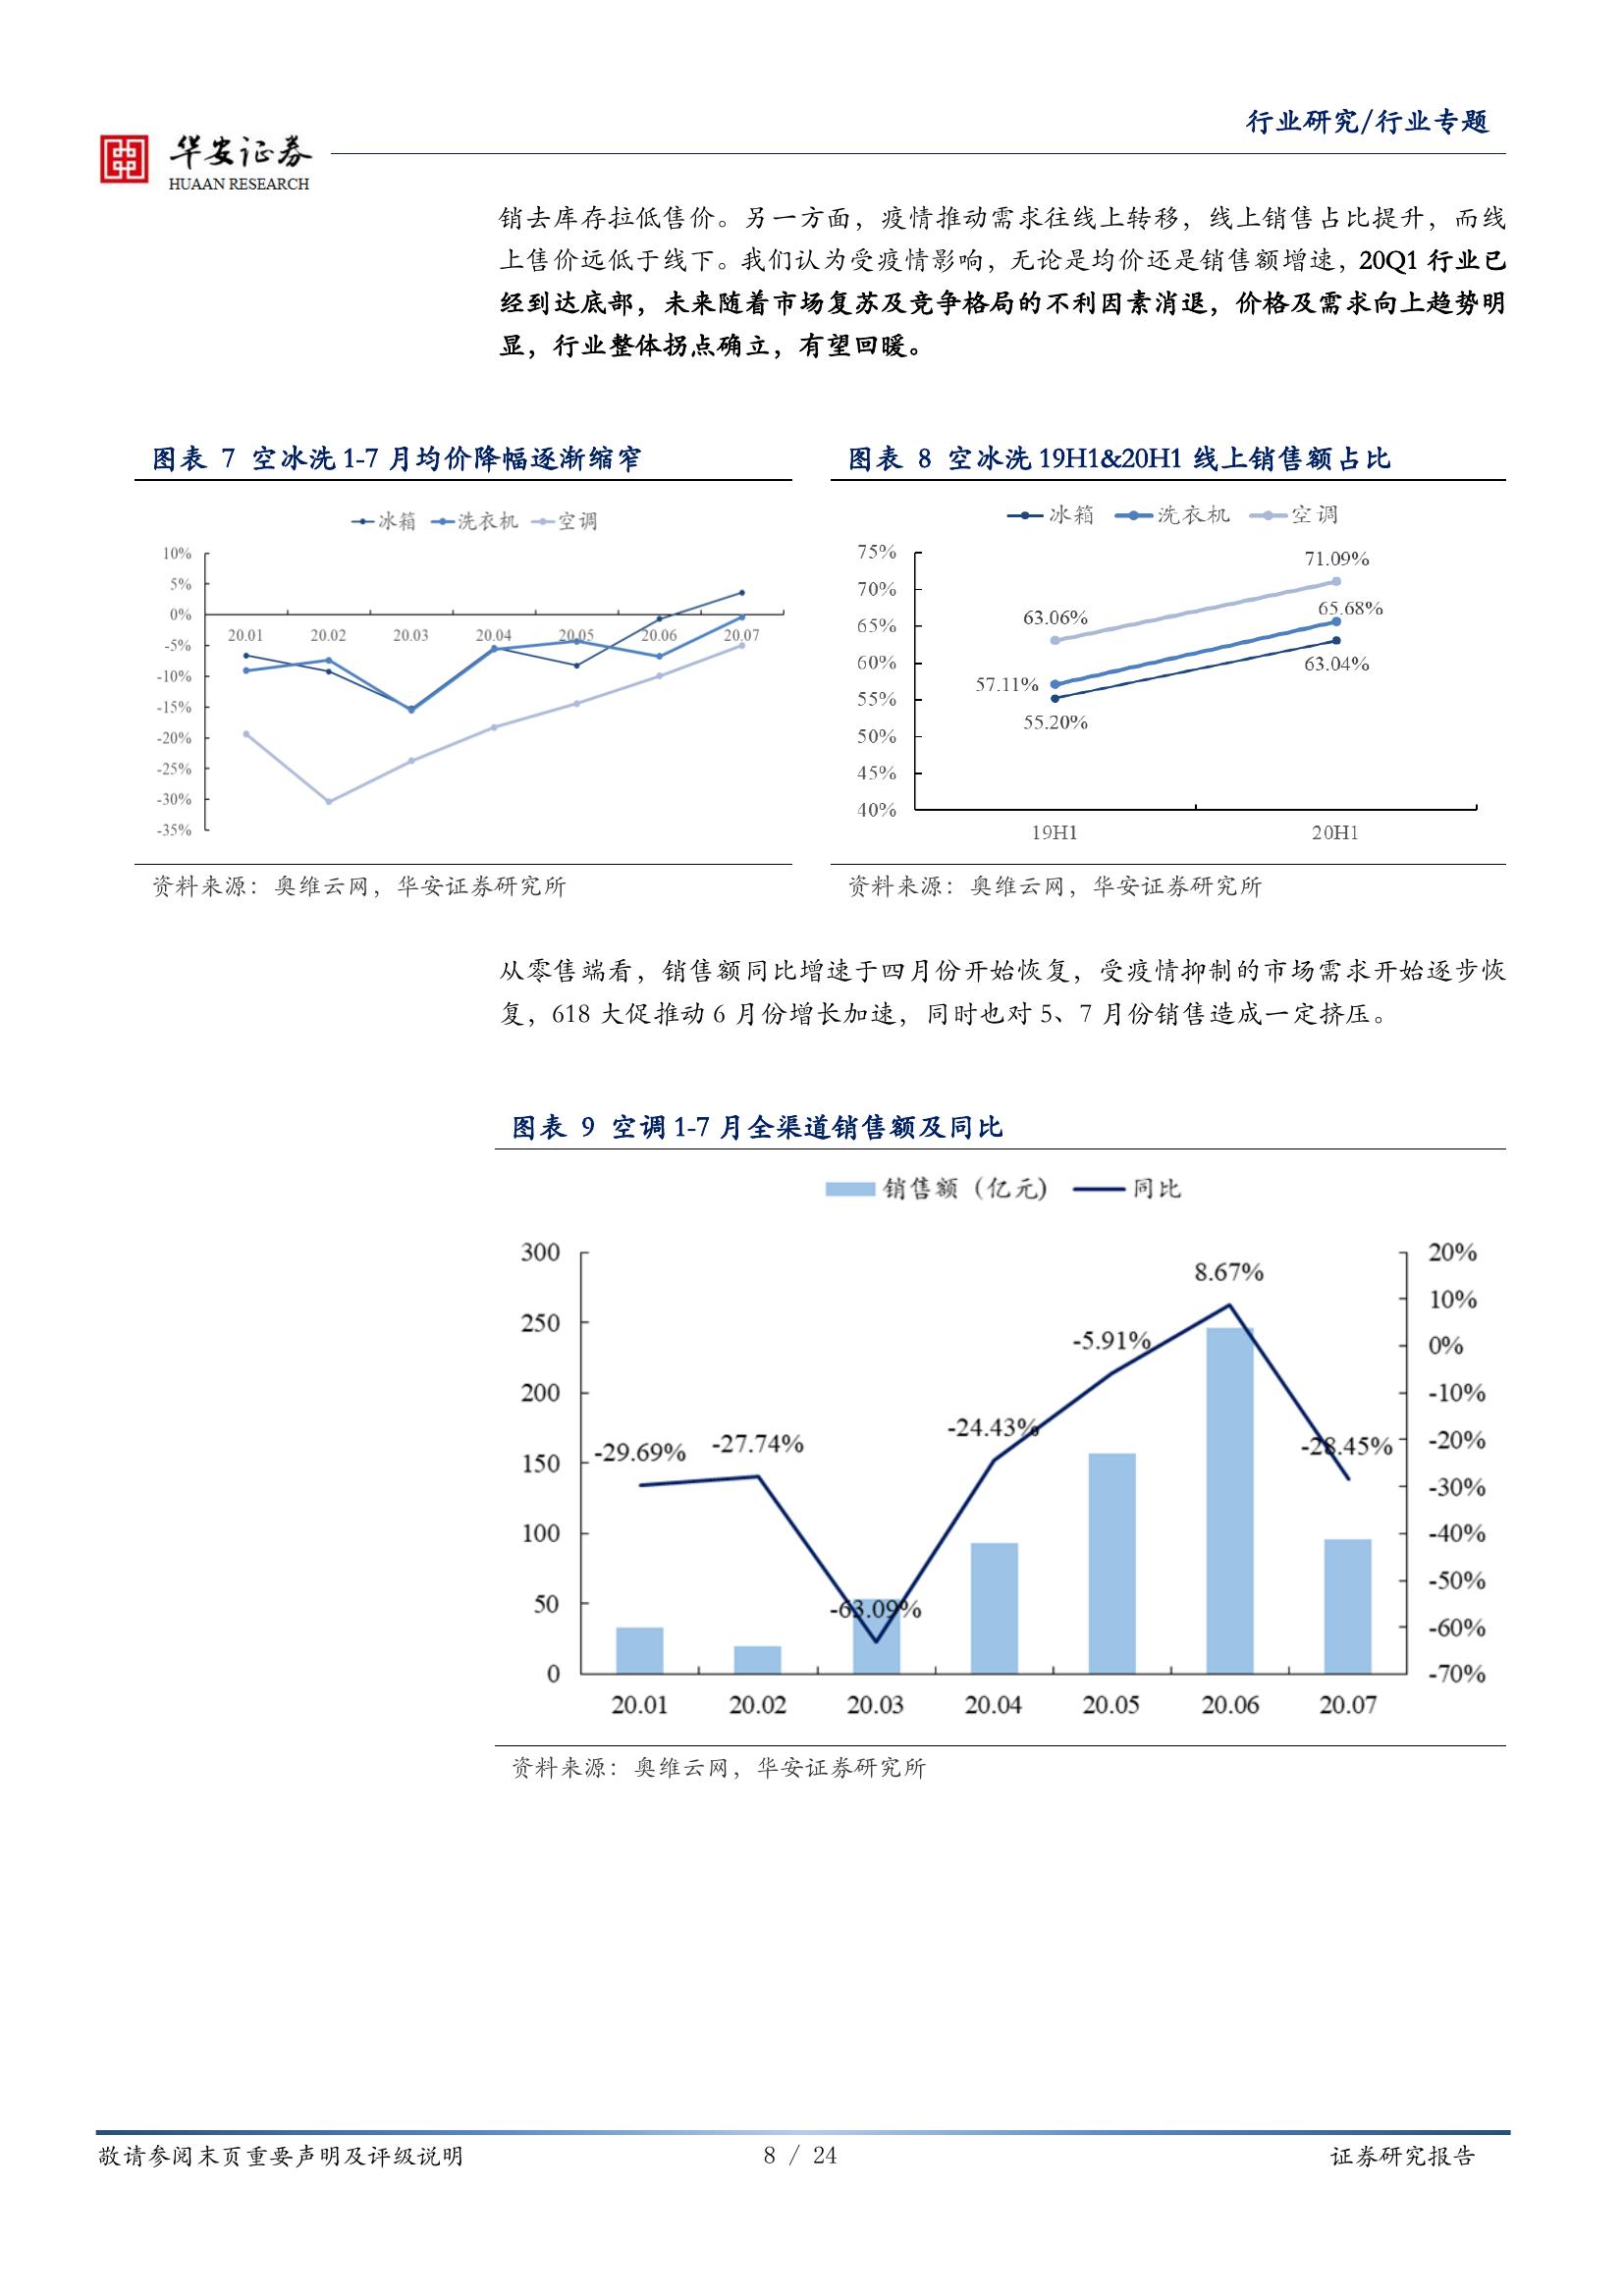 行业研究/行业专题
华安证券
HUAAN RESEARCH
销去库存拉低售价。另一方面，疫情推动需求往线上转移，线上销售占比提升，而线
上售价远低于线下。我们认为受疫情影响，无论是均价还是销售额增速，20Q1 行业已
经到达底部，未来随着市场复苏及竞争格局的不利因素消退，价格及需求向上趋势明
显，行业整体拐点确立，有望回暖。
图表 7 空冰洗 1-7 月均价降幅逐渐缩窄
冰箱 洗衣机 空调
10%
5%
0%
-5%
-10%
-15%
-20%
-25%
-30%
-35%
20.01 20.02 20.03 20.04 20.05 20.06 20.07
资料来源：奥维云网，华安证券研究所
图表 8 空冰洗 19H1&20H1 线上销售额占比
冰箱 洗衣机 空调
75%
70%
65%
60%
55%
50%
45%
40%
71.09%
63.06%
65.68%
63.04%
57.11%
55.20%
19H1 20H1
资料来源：奥维云网，华安证券研究所
从零售端看，销售额同比增速于四月份开始恢复，受疫情抑制的市场需求开始逐步恢
复，618 大促推动 6 月份增长加速，同时也对 5、7 月份销售造成一定挤压。
图表 9 空调 1-7 月全渠道销售额及同比
销售额（亿元） 同比
300
250
200
150
100
50
0
20%
10%
0%
-10%
-20%
-30%
-40%
-50%
-60%
-70%
-29.69% -27.74% -63.09% -24.43% -5.91% 8.67% -28.45%
20.01 20.02 20.03 20.04 20.05 20.06 20.07
资料来源：奥维云网，华安证券研究所
敬请参阅末页重要声明及评级说明 8 / 24 证券研究报告